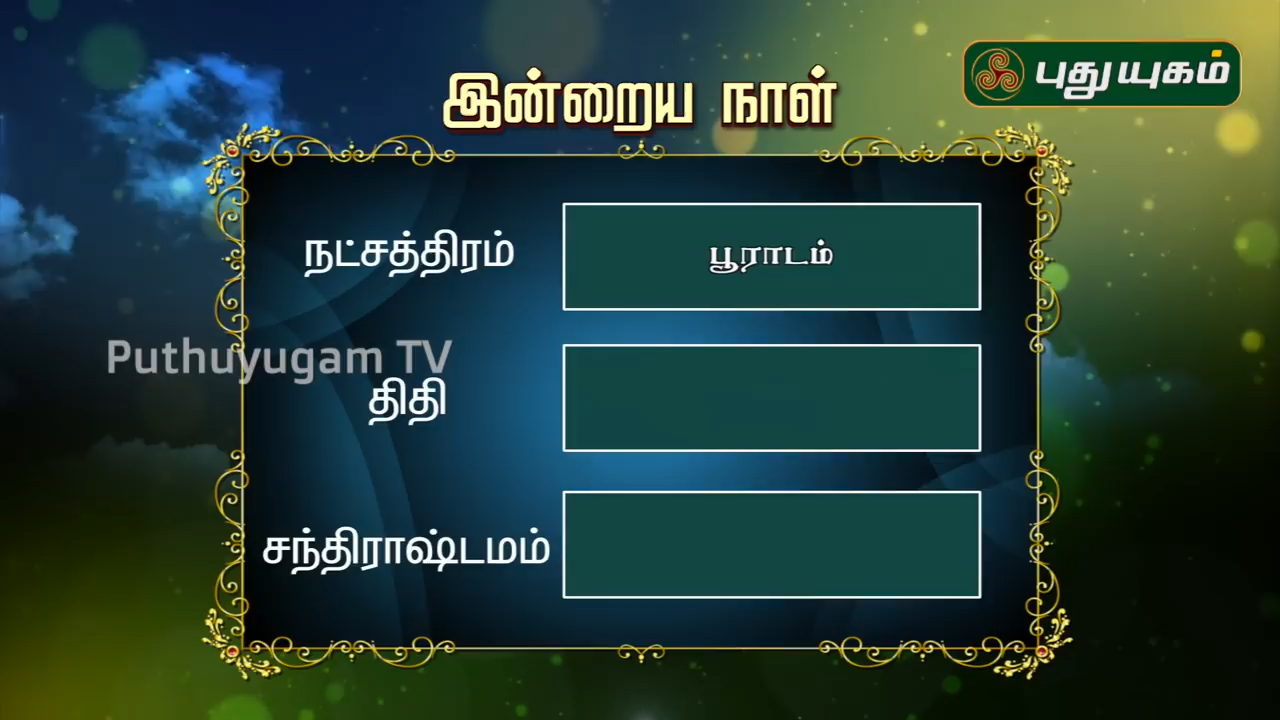 இன்றைய நாள்
புதுயுகம்
நட்சத்திரம்
பூராடம்
Puthuyugam TV
திதி
சந்திராஷ்டமம்